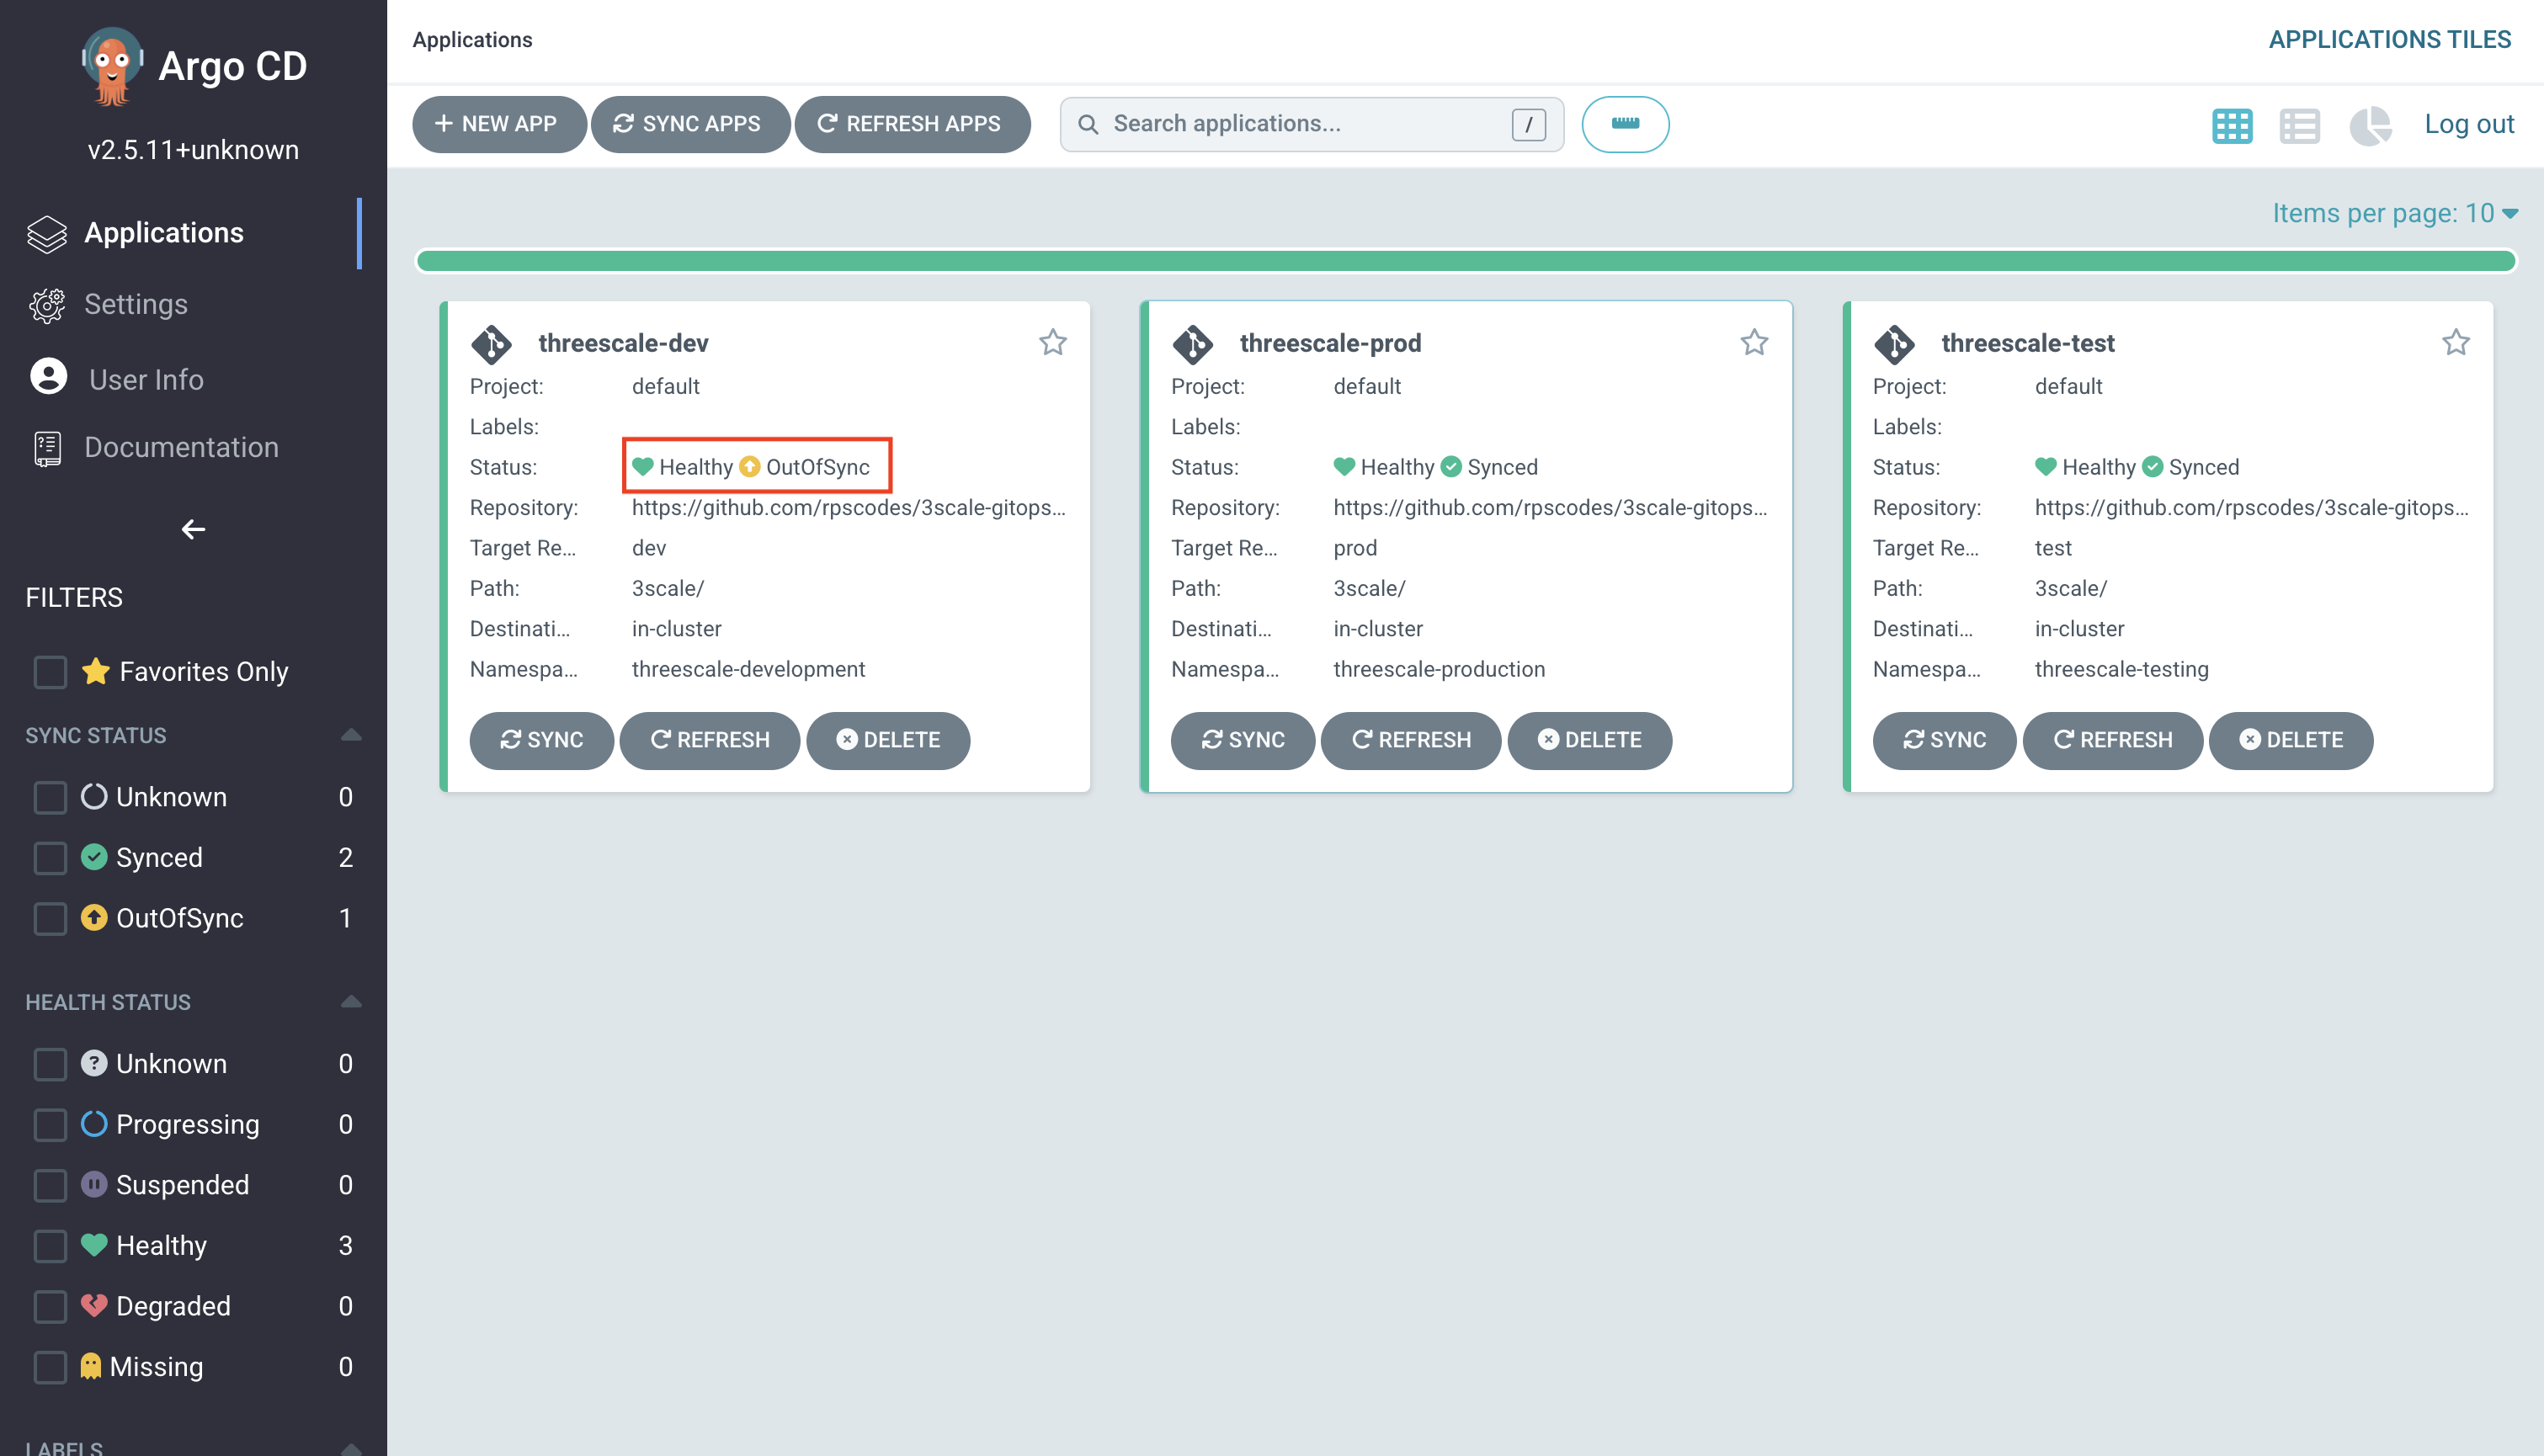 Argo CD
v2.5.11+unknown
Applications
Settings
User Info
Documentation
FILTERS
Favorites Only
SYNC STATUS
Unknown 0
Synced 2
OutOfSync 1
HEALTH STATUS
Unknown 0
Progressing 0
Suspended 0
Healthy 3
Degraded 0
Missing 0
LABELS
Applications
APPLICATIONS TILES
+ NEW APP
SYNC APPS
REFRESH APPS
Search applications...
/
Log out
Items per page: 10
threescale-dev
Project: default
Labels:
Status: Healthy OutOfSync
Repository: https://github.com/rpscodes/3scale-gitops...
Target Re... dev
Path: 3scale/
Destinati... in-cluster
Namespa... threescale-development
SYNC REFRESH DELETE
threescale-prod
Project: default
Labels:
Status: Healthy Synced
Repository: https://github.com/rpscodes/3scale-gitops...
Target Re... prod
Path: 3scale/
Destinati... in-cluster
Namespa... threescale-production
SYNC REFRESH DELETE
threescale-test
Project: default
Labels:
Status: Healthy Synced
Repository: https://github.com/rpscodes/3scale-gitops...
Target Re... test
Path: 3scale/
Destinati... in-cluster
Namespa... threescale-testing
SYNC REFRESH DELETE